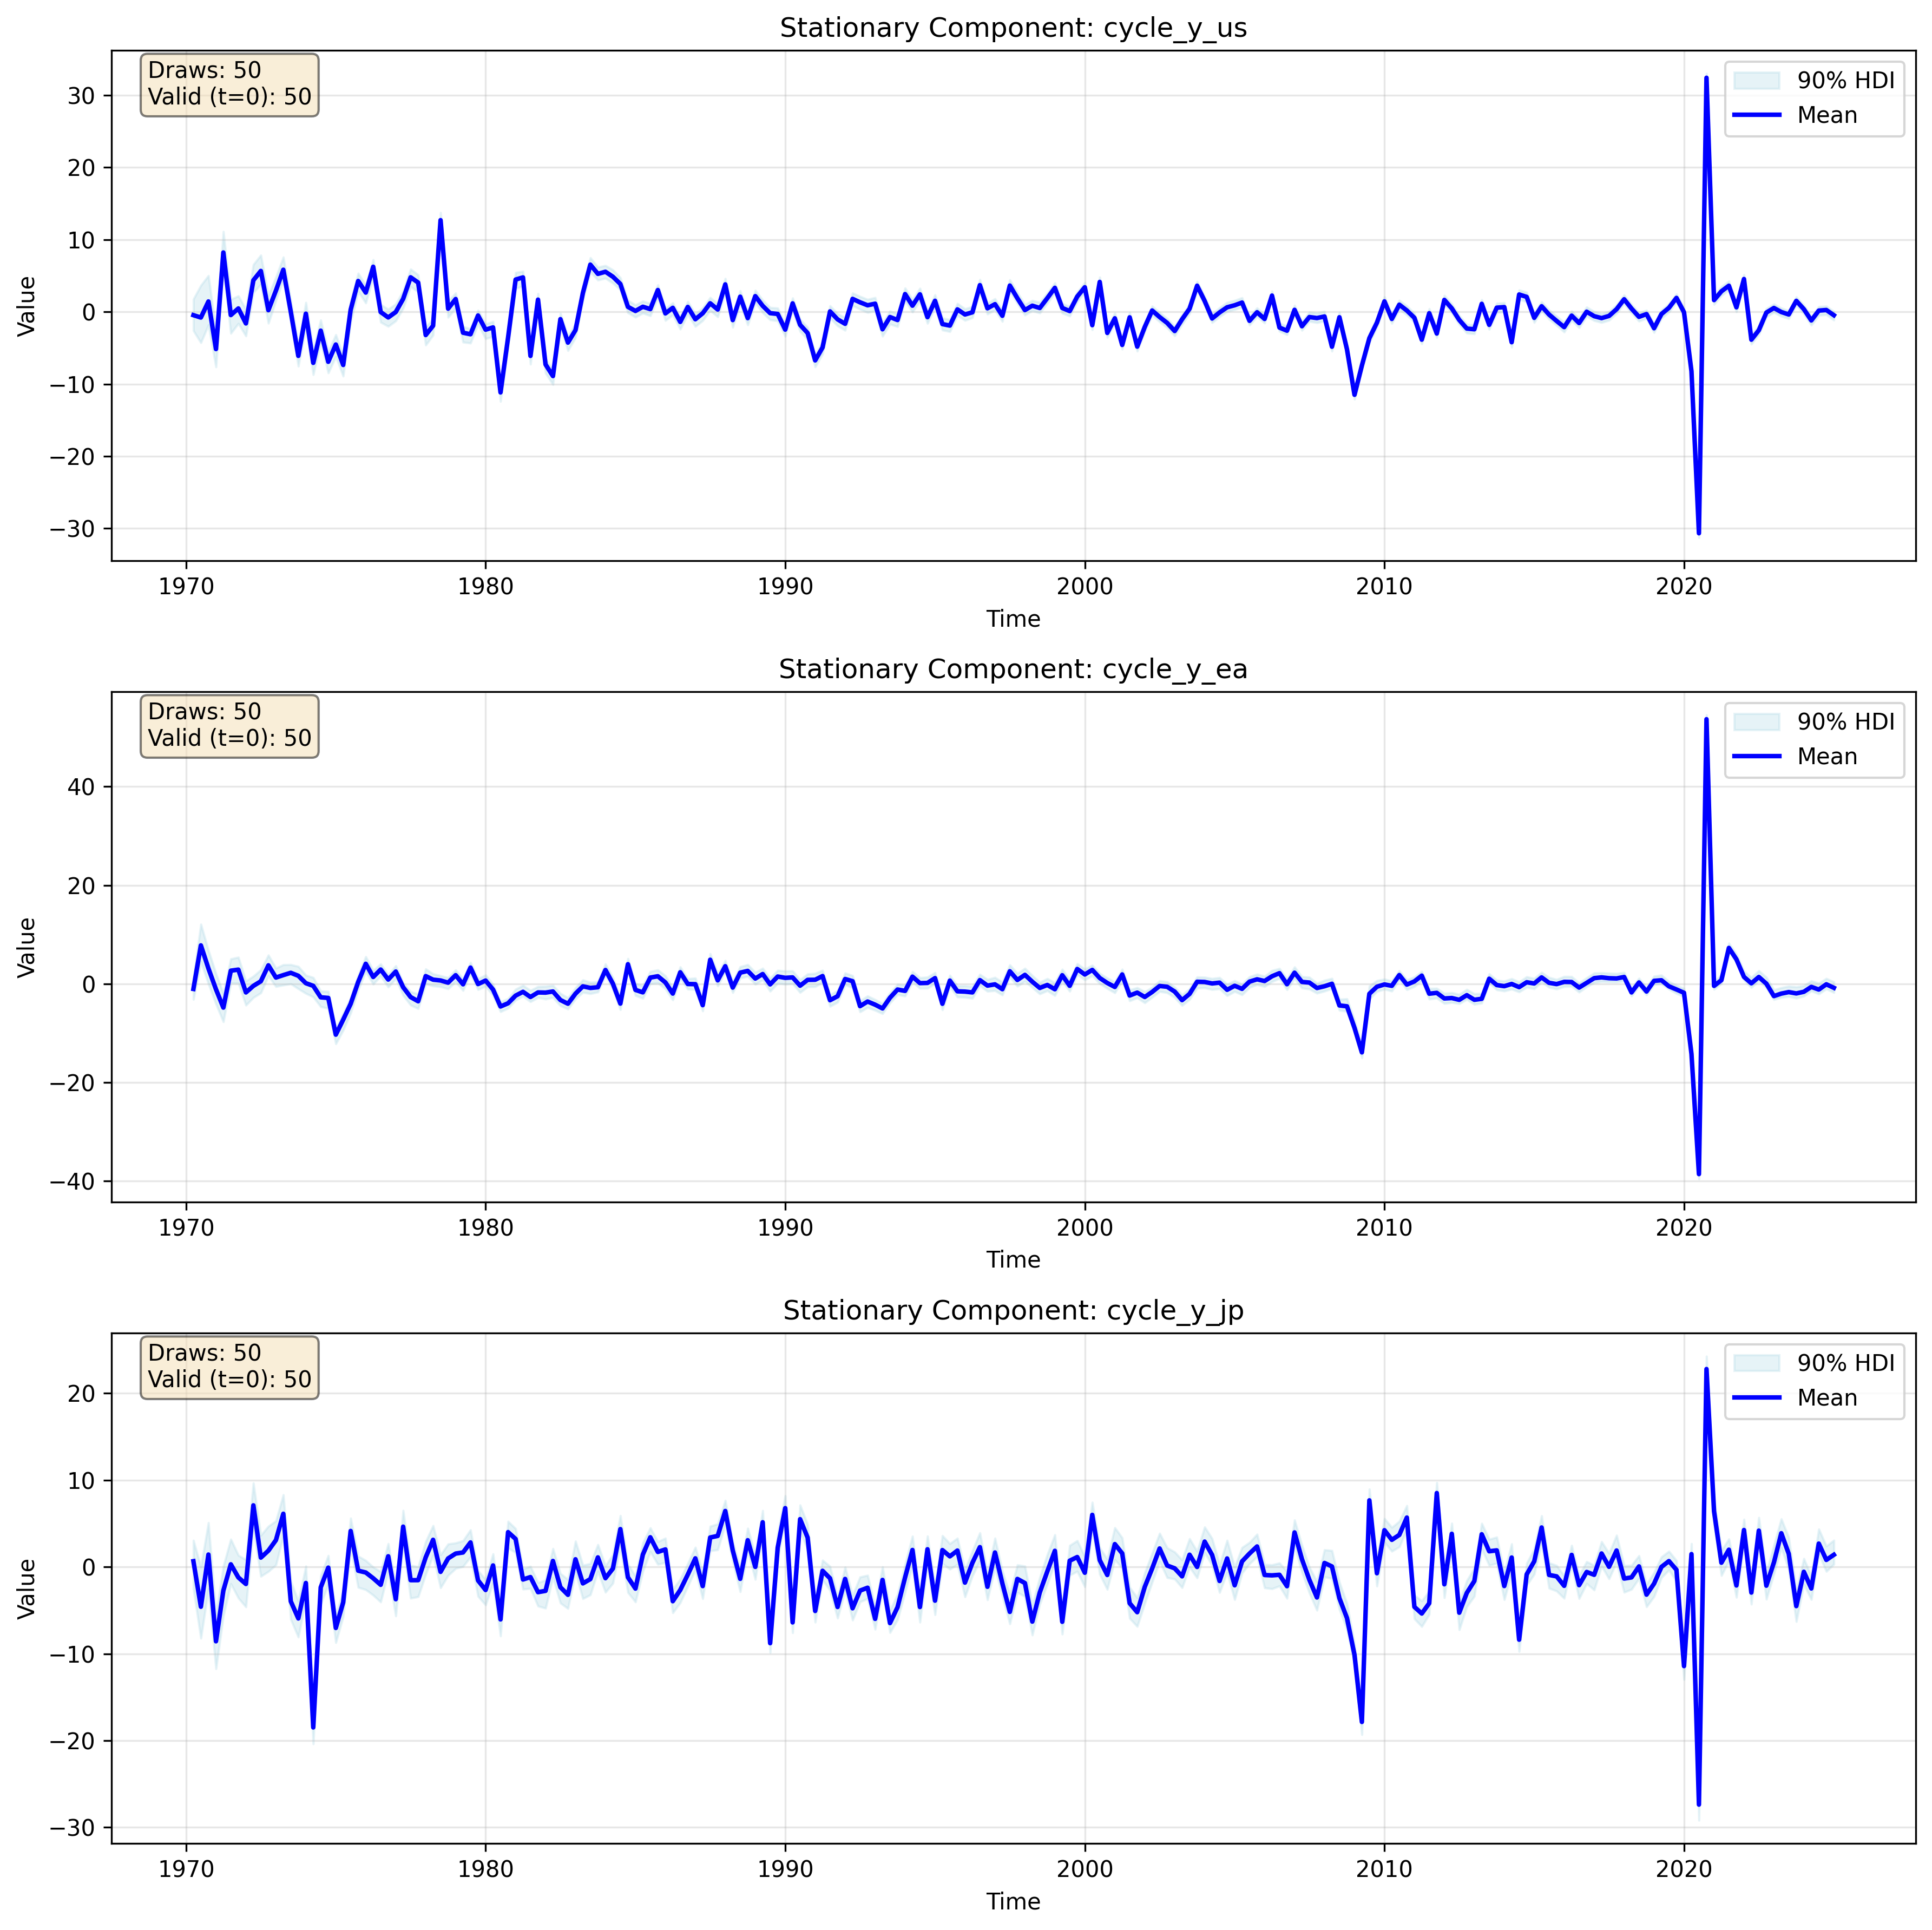 Stationary Component: cycle_y_us
Draws: 50
Valid (t=0): 50
90% HDI
Mean
Value
30
20
10
0
−10
−20
−30
1970
1980
1990
2000
2010
2020
Time
Stationary Component: cycle_y_ea
Draws: 50
Valid (t=0): 50
90% HDI
Mean
Value
40
20
0
−20
−40
1970
1980
1990
2000
2010
2020
Time
Stationary Component: cycle_y_jp
Draws: 50
Valid (t=0): 50
90% HDI
Mean
Value
20
10
0
−10
−20
−30
1970
1980
1990
2000
2010
2020
Time